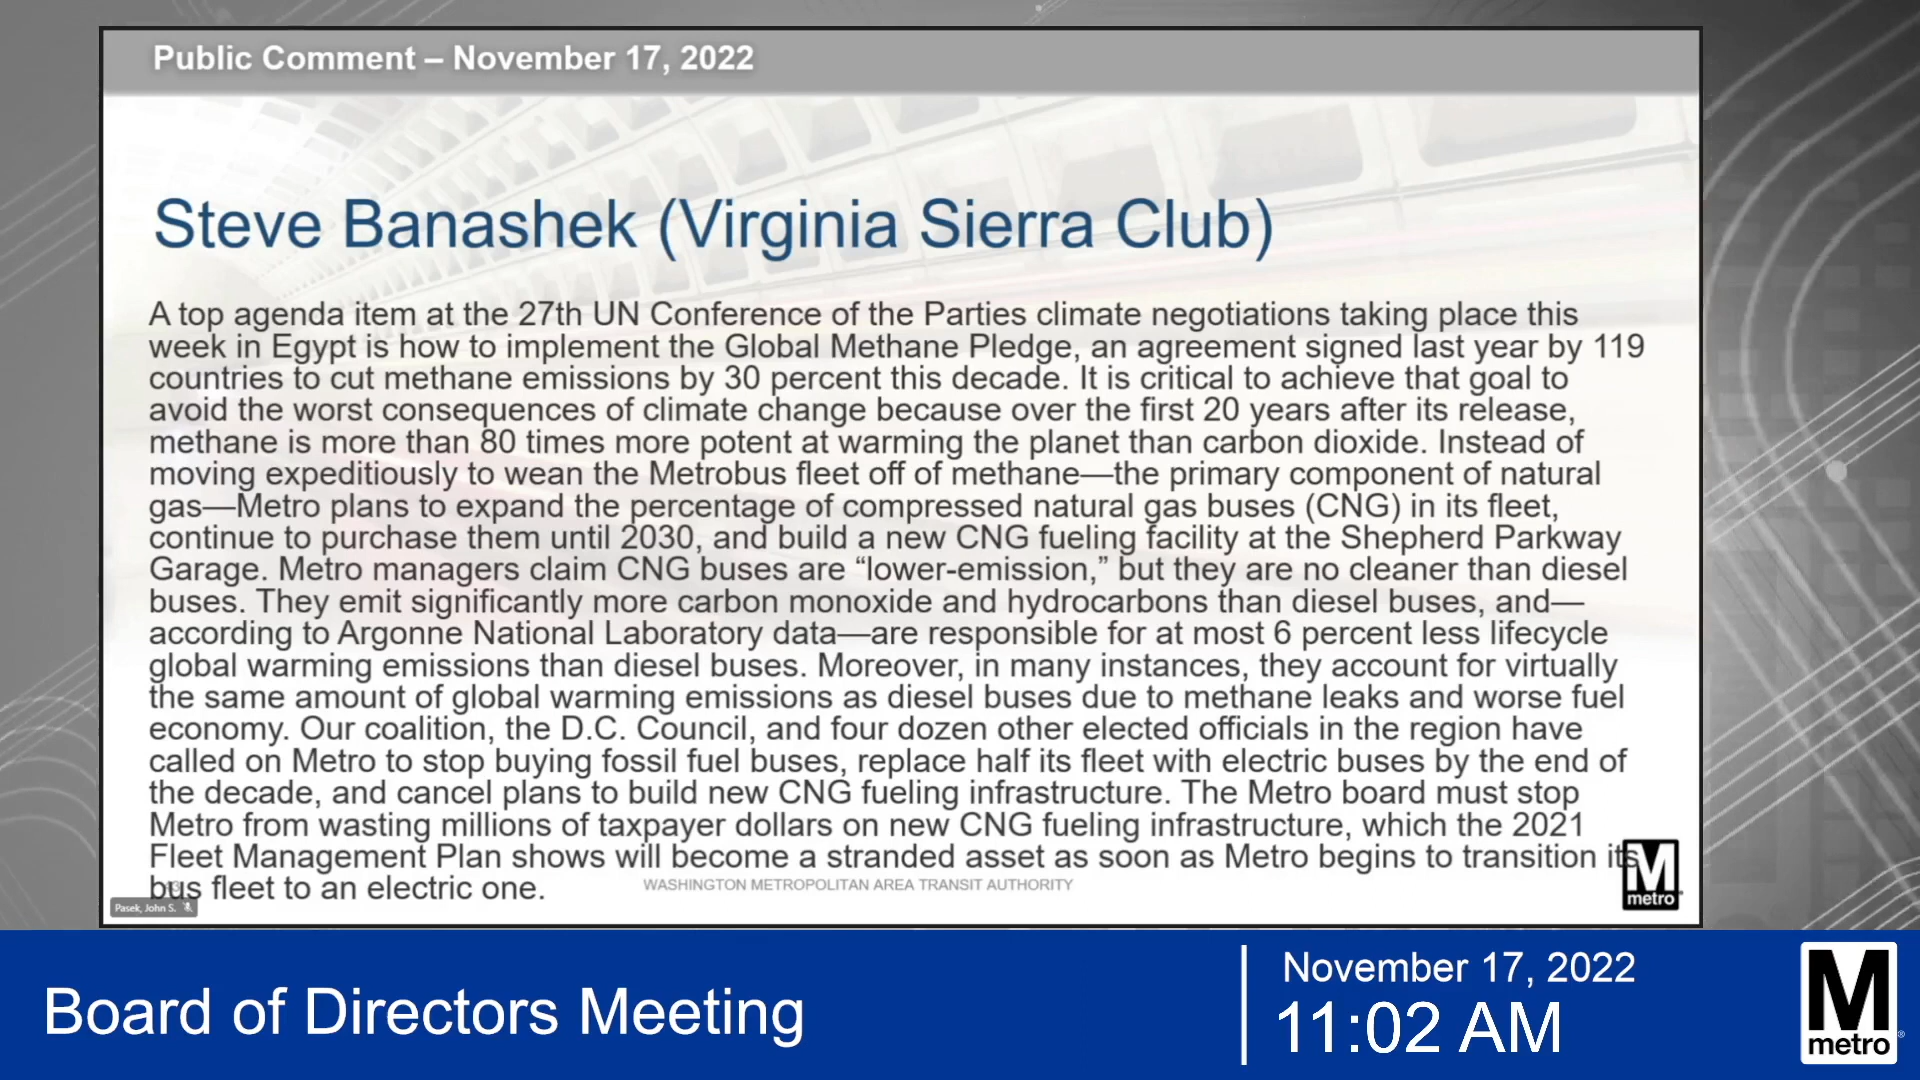 Public Comment – November 17, 2022
Steve Banashek (Virginia Sierra Club)
A top agenda item at the 27th UN Conference of the Parties climate negotiations taking place this
week in Egypt is how to implement the Global Methane Pledge, an agreement signed last year by 119
countries to cut methane emissions by 30 percent this decade. It is critical to achieve that goal to
avoid the worst consequences of climate change because over the first 20 years after its release,
methane is more than 80 times more potent at warming the planet than carbon dioxide. Instead of
moving expeditiously to wean the Metrobus fleet off of methane—the primary component of natural
gas—Metro plans to expand the percentage of compressed natural gas buses (CNG) in its fleet,
continue to purchase them until 2030, and build a new CNG fueling facility at the Shepherd Parkway
Garage. Metro managers claim CNG buses are “lower-emission,” but they are no cleaner than diesel
buses. They emit significantly more carbon monoxide and hydrocarbons than diesel buses, and—
according to Argonne National Laboratory data—are responsible for at most 6 percent less lifecycle
global warming emissions than diesel buses. Moreover, in many instances, they account for virtually
the same amount of global warming emissions as diesel buses due to methane leaks and worse fuel
economy. Our coalition, the D.C. Council, and four dozen other elected officials in the region have
called on Metro to stop buying fossil fuel buses, replace half its fleet with electric buses by the end of
the decade, and cancel plans to build new CNG fueling infrastructure. The Metro board must stop
Metro from wasting millions of taxpayer dollars on new CNG fueling infrastructure, which the 2021
Fleet Management Plan shows will become a stranded asset as soon as Metro begins to transition its
bus fleet to an electric one.
WASHINGTON METROPOLITAN AREA TRANSIT AUTHORITY
M
metro
Pasek, John S.
Board of Directors Meeting
November 17, 2022
11:02 AM
M
metro